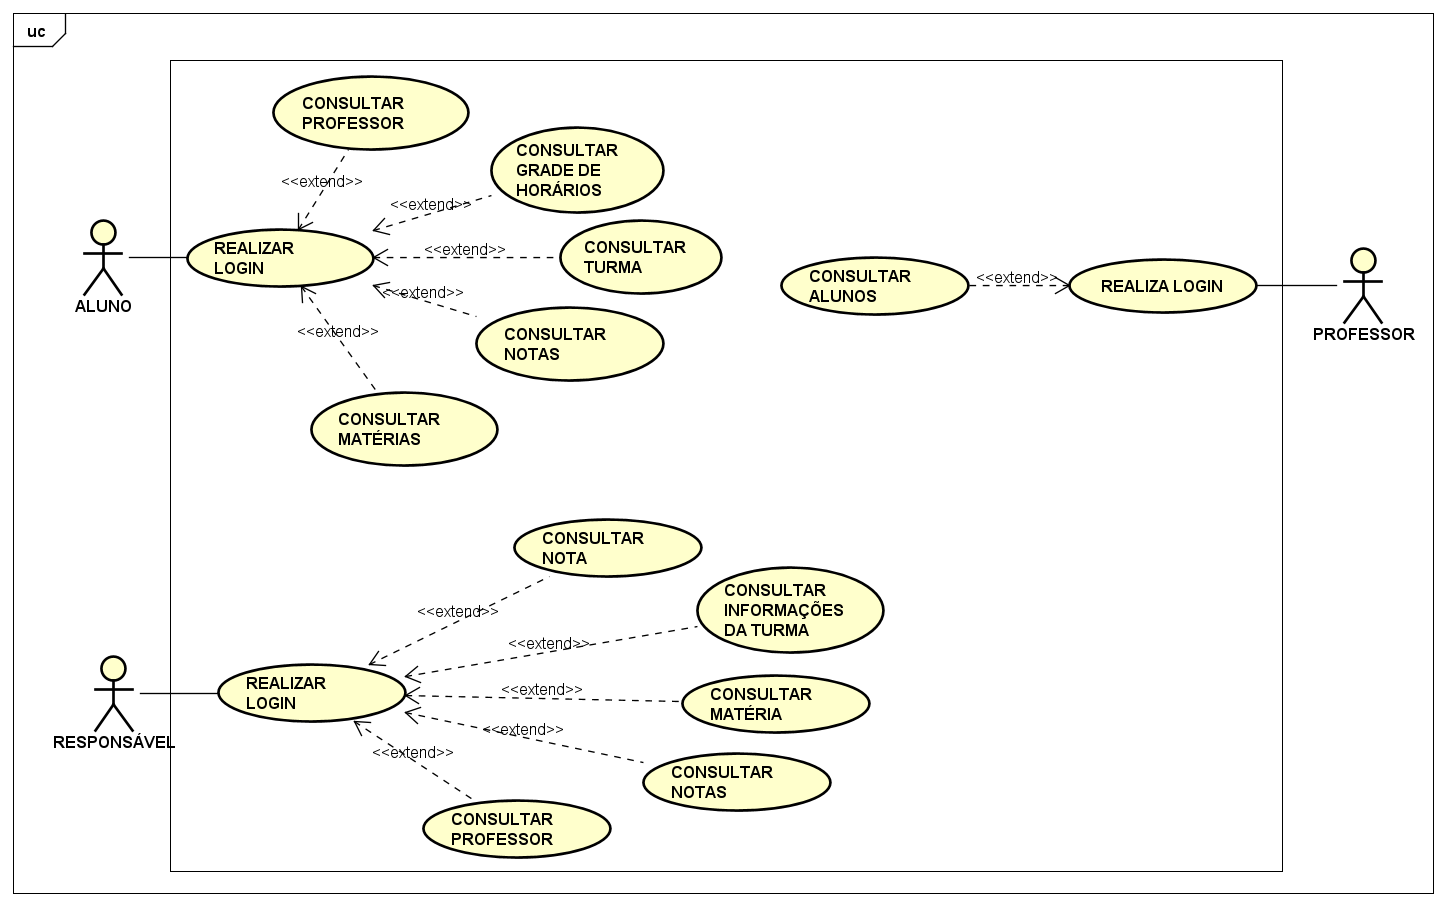 uc
CONSULTAR
PROFESSOR
<<extend>>
CONSULTAR
GRADE DE
HORÁRIOS
<<extend>>
REALIZAR
LOGIN
<<extend>>
CONSULTAR
TURMA
<<extend>>
CONSULTAR
NOTAS
<<extend>>
CONSULTAR
MATÉRIAS
ALUNO
CONSULTAR
ALUNOS
<<extend>>
REALIZA LOGIN
PROFESSOR
CONSULTAR
NOTA
<<extend>>
CONSULTAR
INFORMAÇÕES
DA TURMA
<<extend>>
REALIZAR
LOGIN
<<extend>>
CONSULTAR
MATÉRIA
<<extend>>
CONSULTAR
NOTAS
<<extend>>
CONSULTAR
PROFESSOR
RESPONSÁVEL